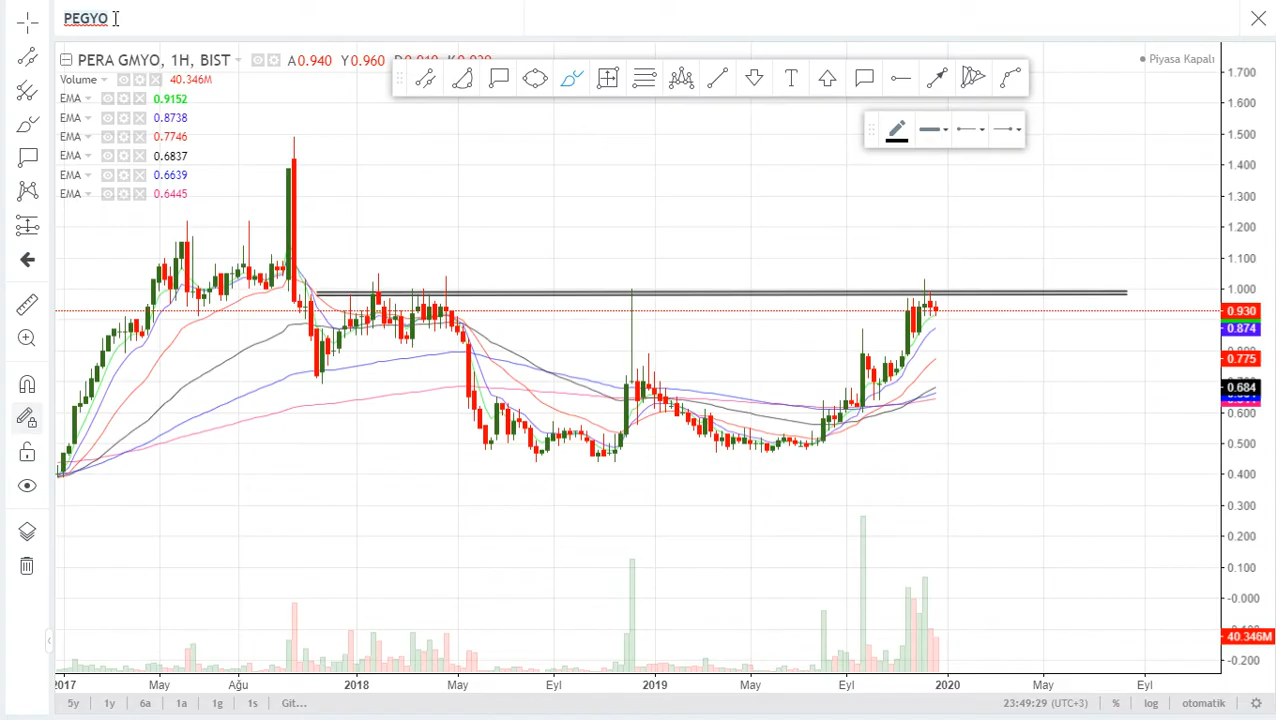 PEGYO
PERA GMYO, 1H, BIST A0.940 Y0.960
Piyasa Kapalı
Volume 40.346M
EMA 0.9152
EMA 0.8738
EMA 0.7746
EMA 0.6837
EMA 0.6639
EMA 0.6445
1.700
1.600
1.500
1.400
1.300
1.200
1.100
1.000
0.930
0.874
0.775
0.684
0.600
0.500
0.400
0.300
0.200
0.100
-0.000
40.346M
-0.200
2017 May Ağu 2018 May Eyl 2019 May Eyl 2020 May Eyl
5y 1y 6a 1a 1g 1s Git... 23:49:29 (UTC+3) % log otomatik